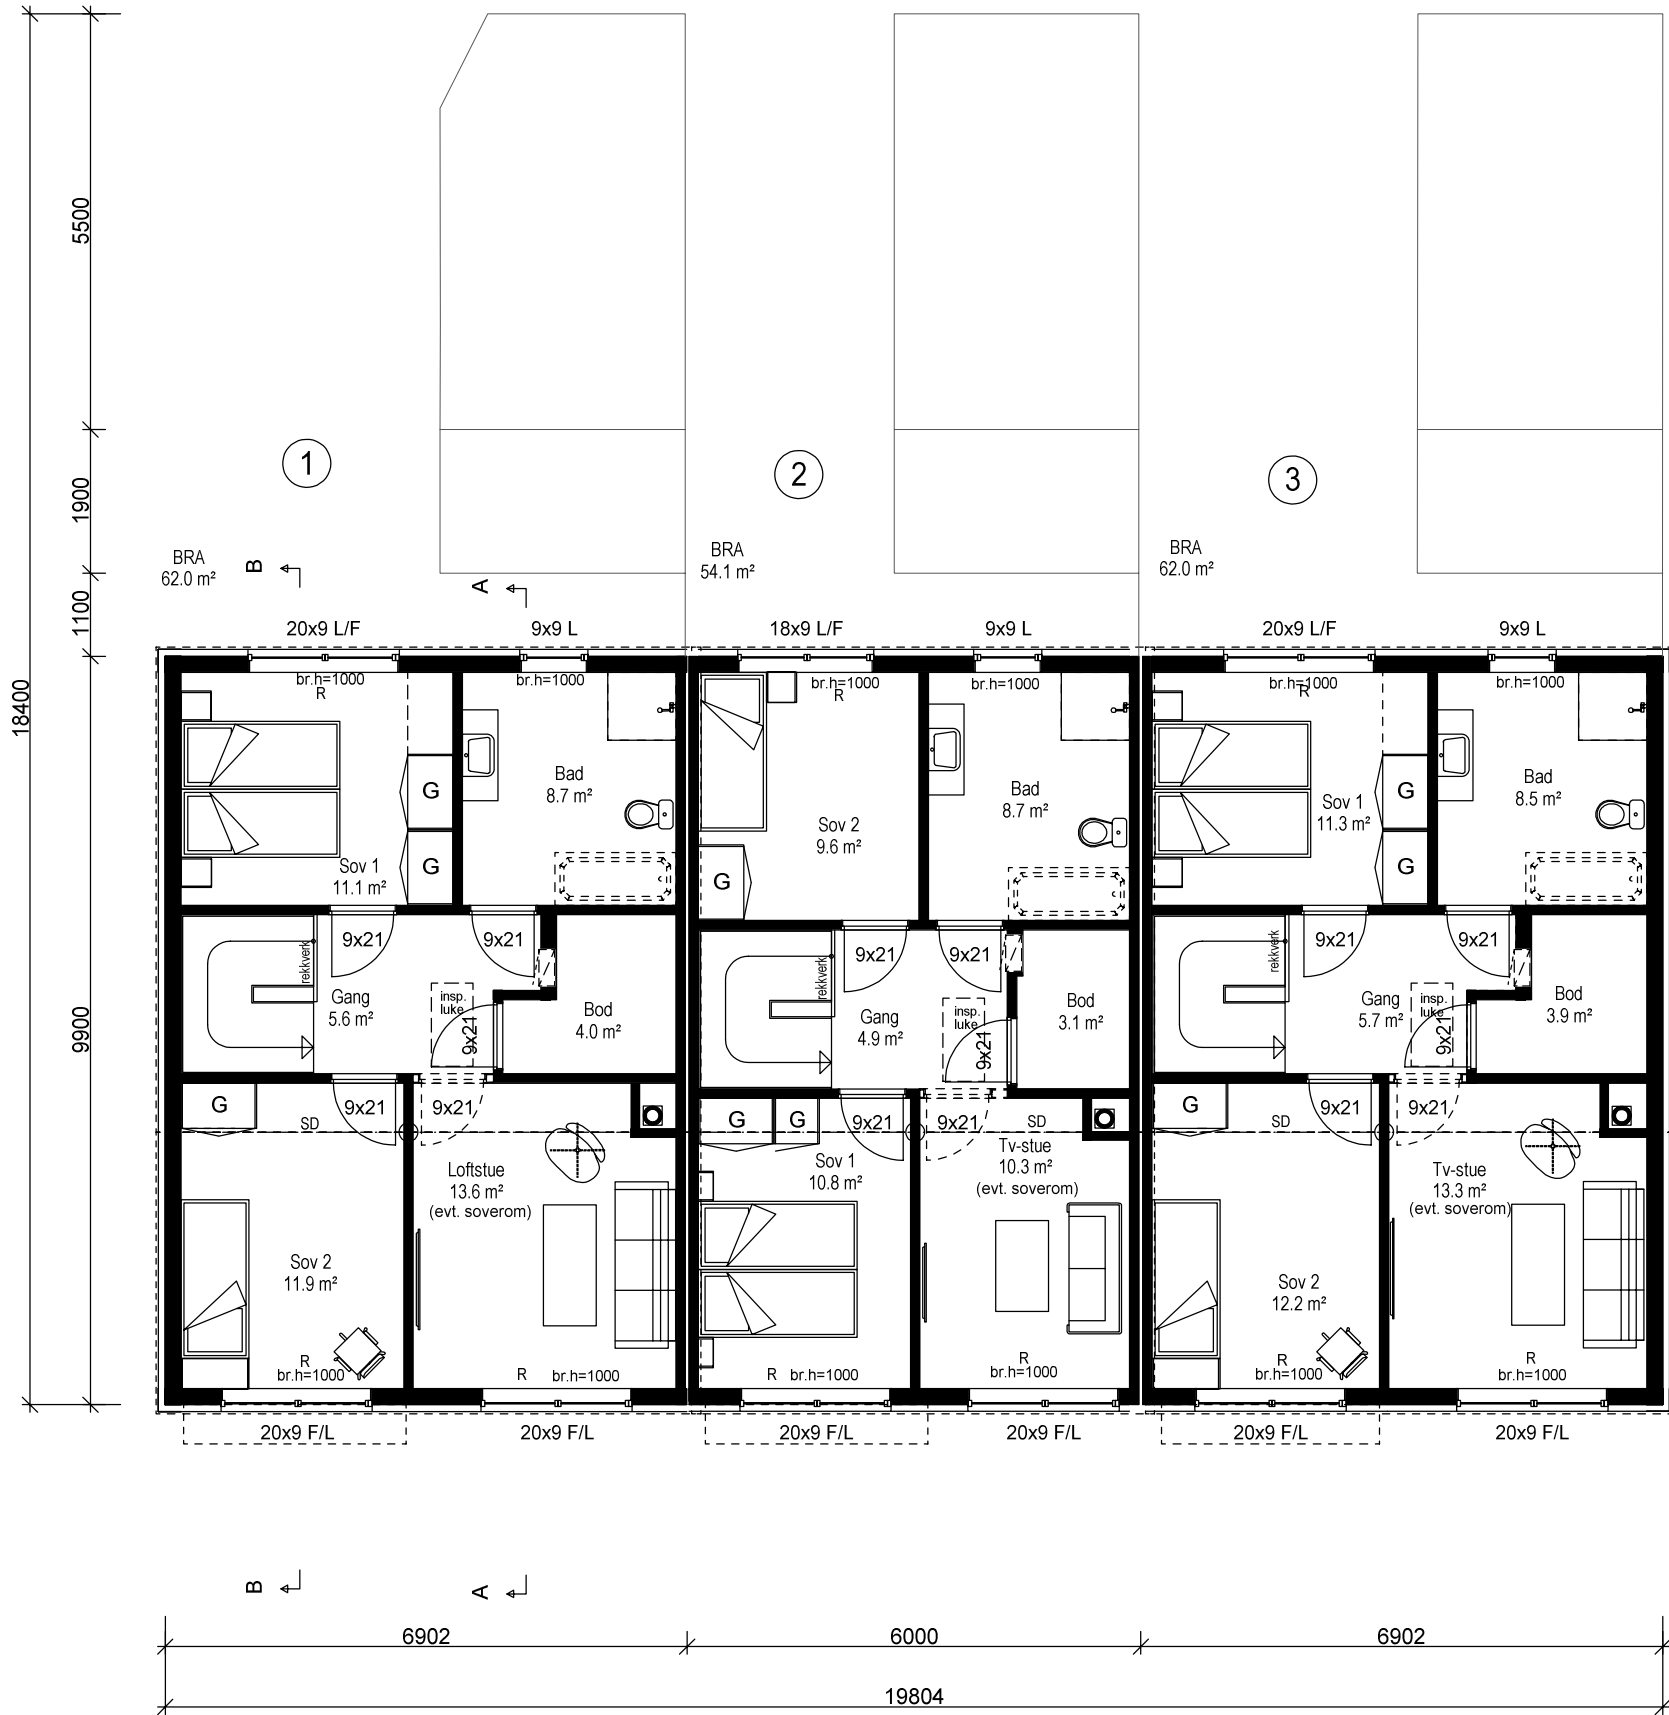 5500
1900
1100
18400
9900
1
2
3
BRA
62.0 m²
BRA
54.1 m²
BRA
62.0 m²
B
A
20x9 L/F
9x9 L
18x9 L/F
9x9 L
20x9 L/F
9x9 L
br.h=1000
R
br.h=1000
Bad
8.7 m²
G
G
Sov 1
11.1 m²
9x21
9x21
rekkverk
Gang
5.6 m²
insp.
luke
9x21
Bod
4.0 m²
G
9x21
9x21
SD
Loftstue
13.6 m²
(evt. soverom)
Sov 2
11.9 m²
R
br.h=1000
R
br.h=1000
20x9 F/L
20x9 F/L
br.h=1000
R
br.h=1000
Bad
8.7 m²
Sov 2
9.6 m²
G
9x21
9x21
rekkverk
Gang
4.9 m²
insp.
luke
9x21
Bod
3.1 m²
G
G
9x21
9x21
SD
Sov 1
10.8 m²
Tv-stue
10.3 m²
(evt. soverom)
R
br.h=1000
R
br.h=1000
20x9 F/L
20x9 F/L
br.h=1000
R
br.h=1000
Bad
8.5 m²
G
G
Sov 1
11.3 m²
9x21
9x21
rekkverk
Gang
5.7 m²
insp.
luke
9x21
Bod
3.9 m²
G
9x21
9x21
SD
Tv-stue
13.3 m²
(evt. soverom)
Sov 2
12.2 m²
R
br.h=1000
R
br.h=1000
20x9 F/L
20x9 F/L
B
A
6902
6000
6902
19804